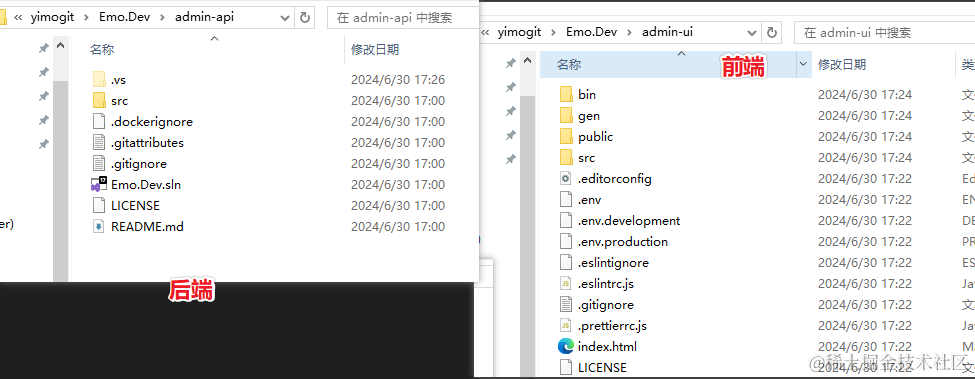 yimogit > Emo.Dev > admin-api
在 admin-api 中搜索
名称 修改日期
.vs 2024/6/30 17:26
src 2024/6/30 17:00
.dockerignore 2024/6/30 17:00
.gitattributes 2024/6/30 17:00
.gitignore 2024/6/30 17:00
Emo.Dev.sln 2024/6/30 17:00
LICENSE 2024/6/30 17:00
README.md 2024/6/30 17:00
er)
后端
yimogit > Emo.Dev > admin-ui
在 admin-ui 中搜索
名称 修改日期 类
前端
bin 2024/6/30 17:24 文
gen 2024/6/30 17:24 文
public 2024/6/30 17:24 文
src 2024/6/30 17:24 文
.editorconfig 2024/6/30 17:22 Ed
.env 2024/6/30 17:22 EN
.env.development 2024/6/30 17:22 DE
.env.production 2024/6/30 17:22 PR
.eslintignore 2024/6/30 17:22 ES
.eslintrc.js 2024/6/30 17:22 Jav
.gitignore 2024/6/30 17:22 文
.prettierrc.js 2024/6/30 17:22 Jav
index.html 2024/6/30 17:22
LICENSE 2024/6/30 17:22 文
@稀土掘金技术社区